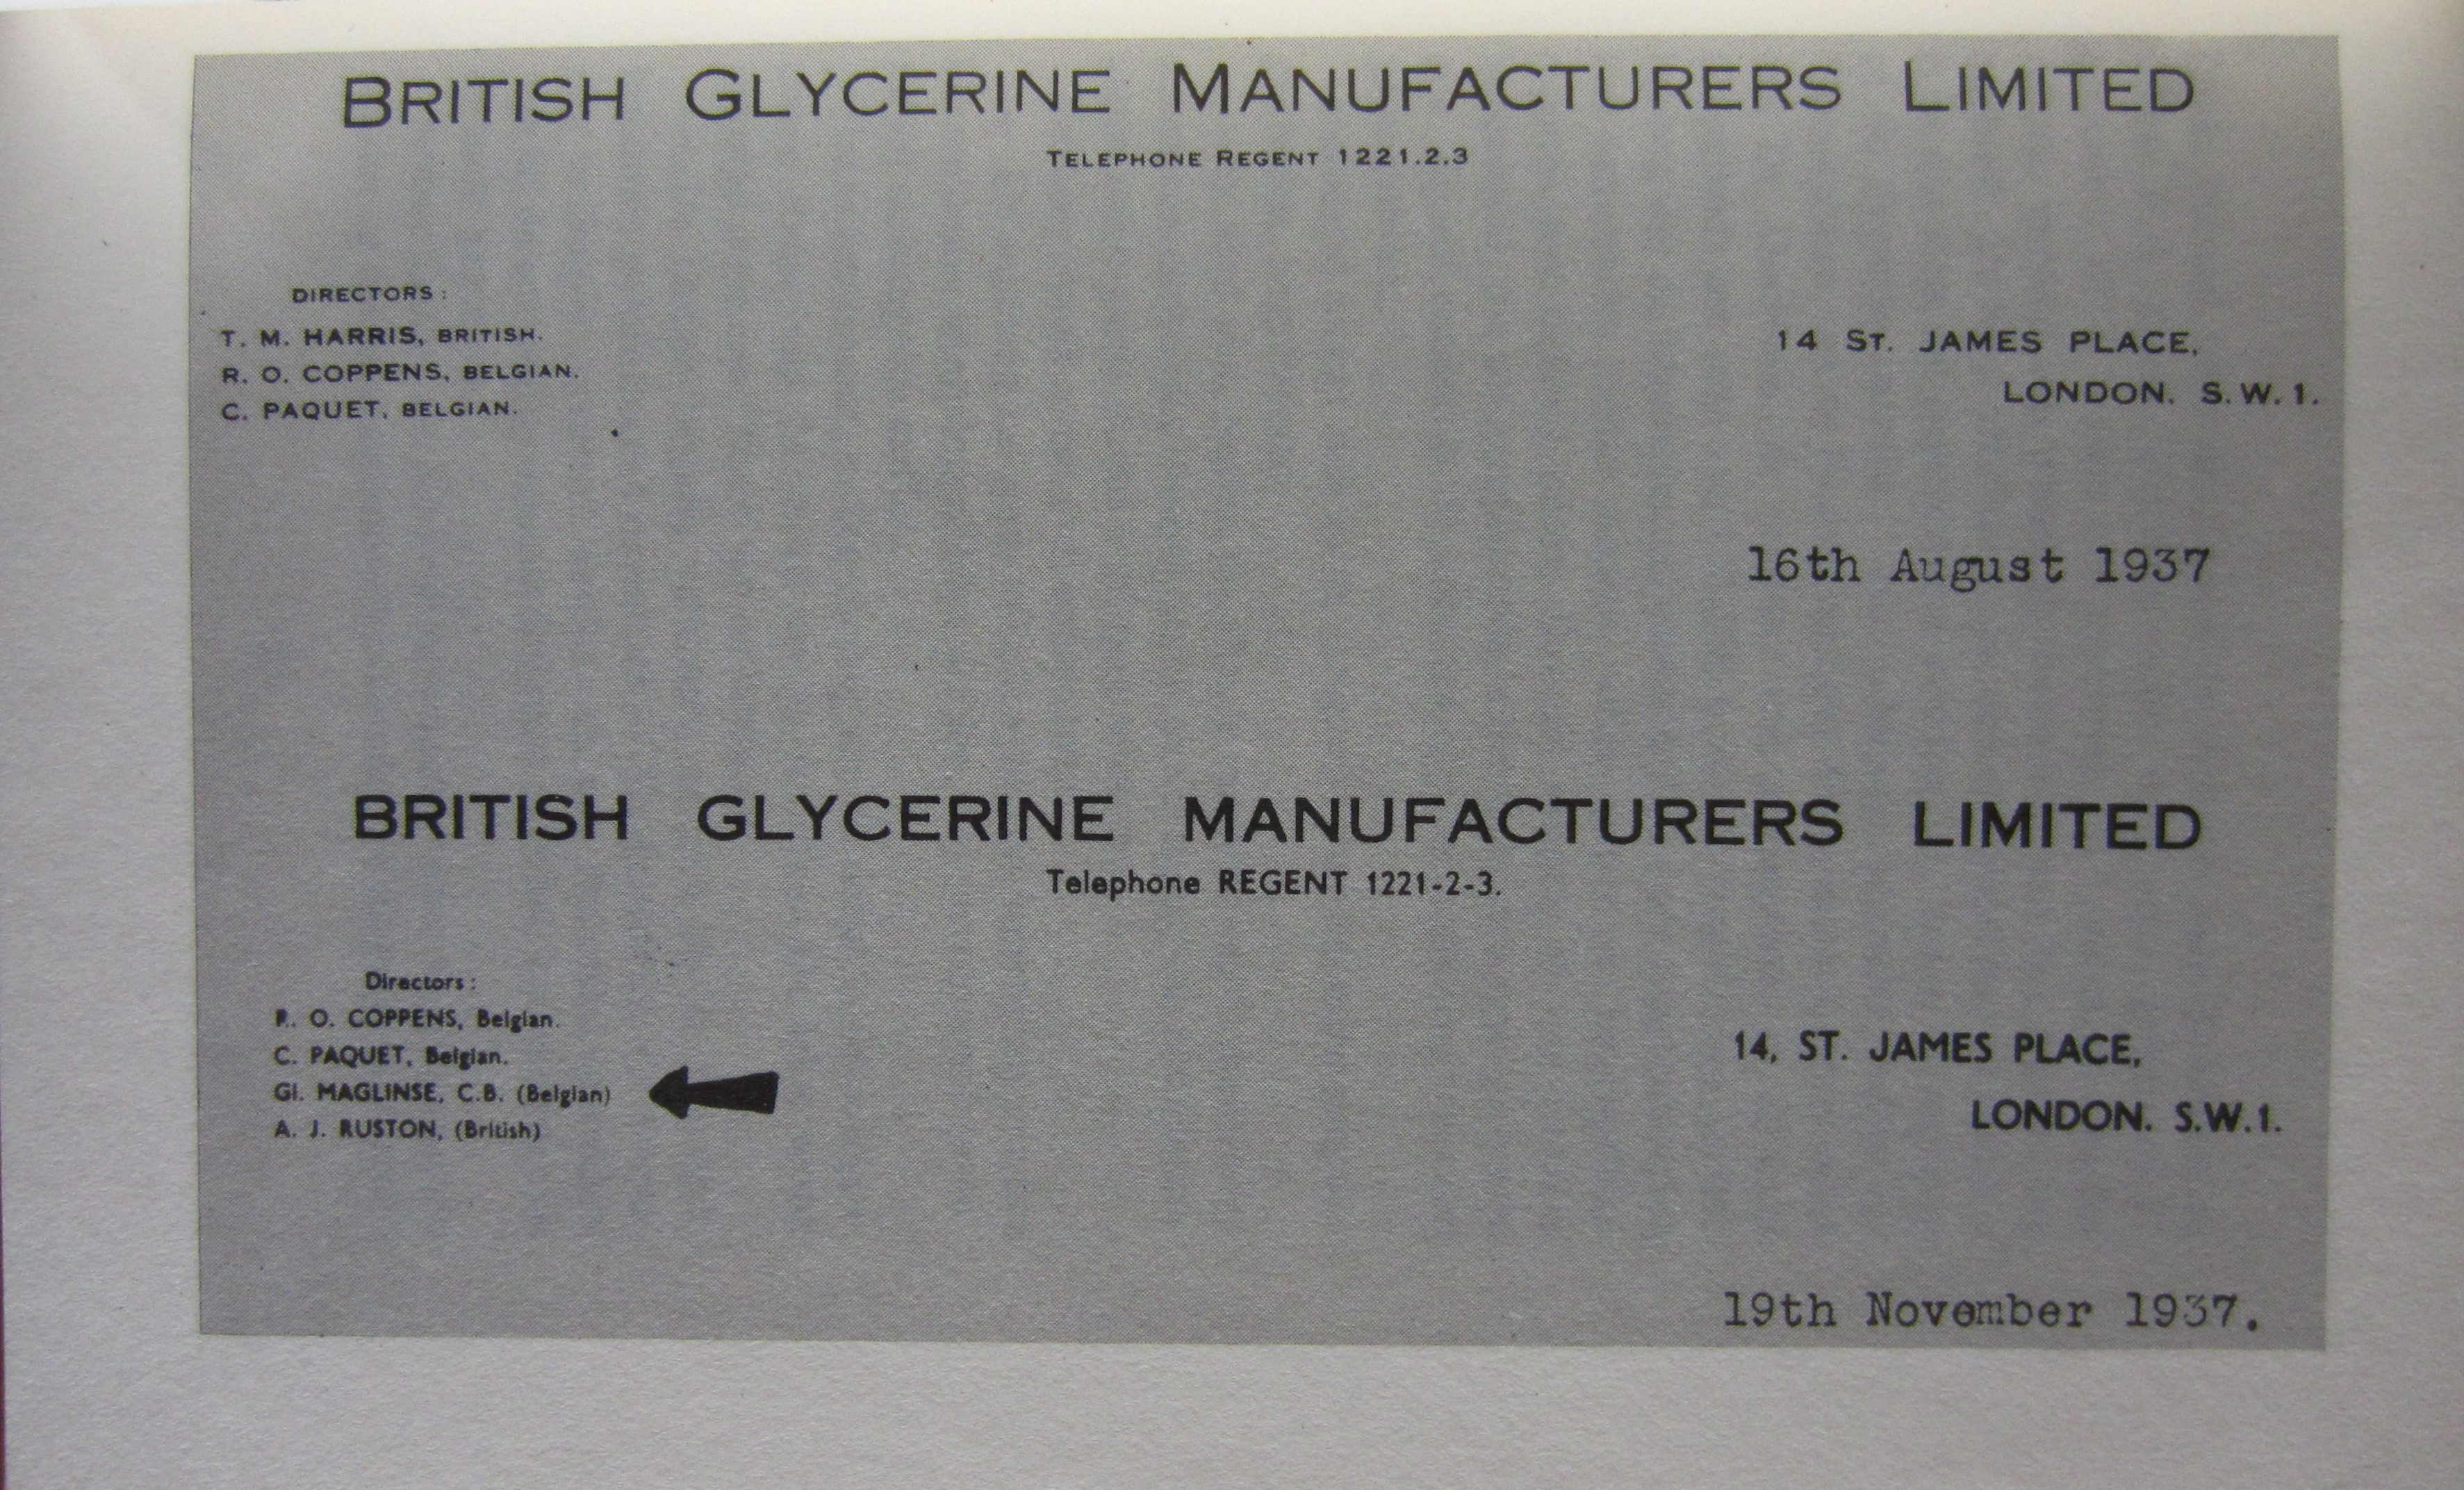 BRITISH GLYCERINE MANUFACTURERS LIMITED
TELEPHONE REGENT 1221.2.3
DIRECTORS:
T. M. HARRIS, BRITISH.
R. O. COPPENS, BELGIAN.
C. PAQUET, BELGIAN.
14 ST. JAMES PLACE,
LONDON. S.W.1.
16th August 1937
BRITISH GLYCERINE MANUFACTURERS LIMITED
Telephone REGENT 1221-2-3.
Directors:
R. O. COPPENS, Belgian.
C. PAQUET, Belgian.
Gl. MAGLINSE, C.B. (Belgian)
A. J. RUSTON, (British)
14, ST. JAMES PLACE,
LONDON. S.W.1.
19th November 1937.